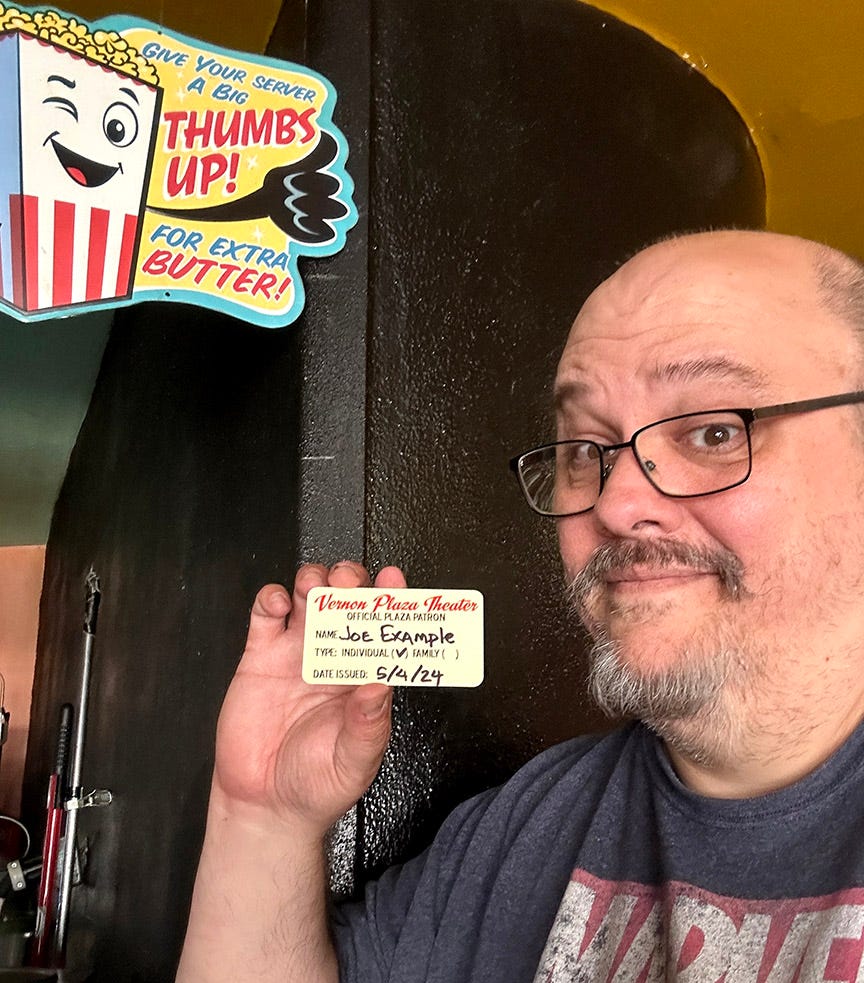 GIVE YOUR SERVER
A BIG
THUMBS
UP!
FOR EXTRA
BUTTER!
Vernon Plaza Theater
OFFICIAL PLAZA PATRON
NAME: Joe Example
TYPE: INDIVIDUAL (✓) FAMILY ( )
DATE ISSUED: 5/4/24
MARVEL